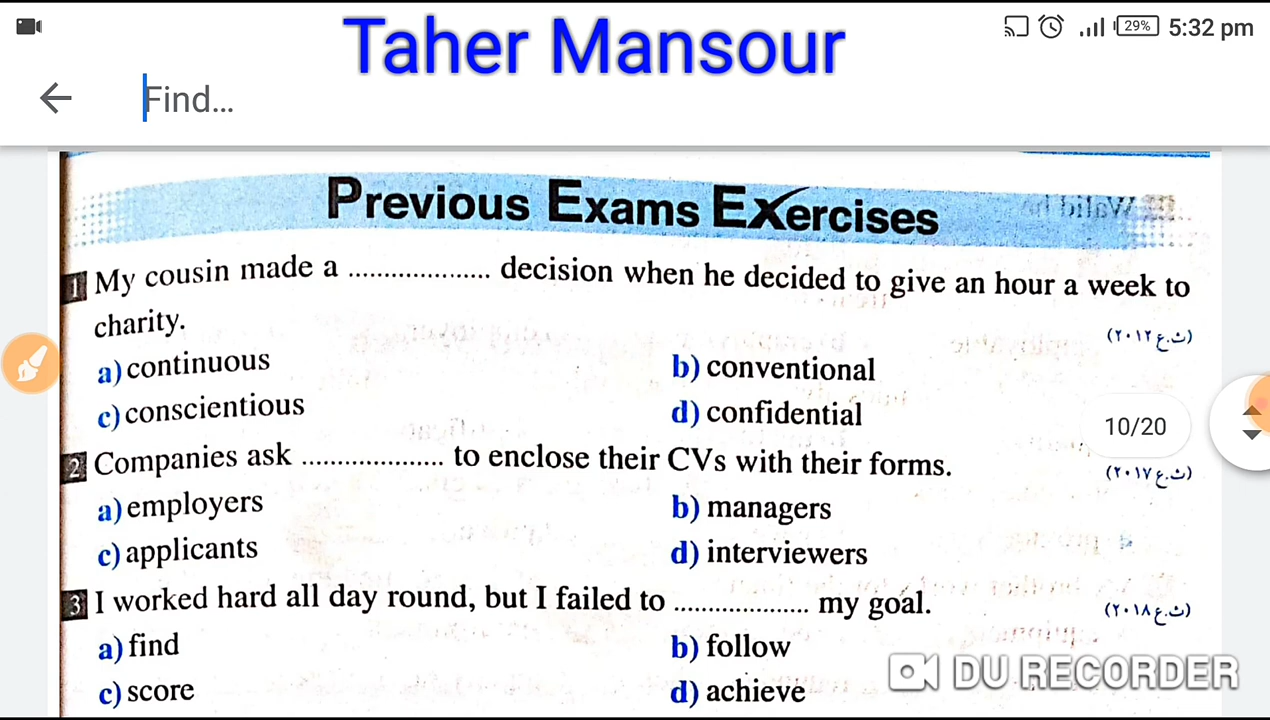 Taher Mansour
29% 5:32 pm
Find...
Previous Exams Exercises
1 My cousin made a .................... decision when he decided to give an hour a week to
charity. (ث.ع ٢٠١٢)
a) continuous b) conventional
c) conscientious d) confidential
10/20
2 Companies ask .................... to enclose their CVs with their forms. (ث.ع ٢٠١٧)
a) employers b) managers
c) applicants d) interviewers
3 I worked hard all day round, but I failed to ................... my goal. (ث.ع ٢٠١٨)
a) find b) follow
c) score d) achieve
DU RECORDER